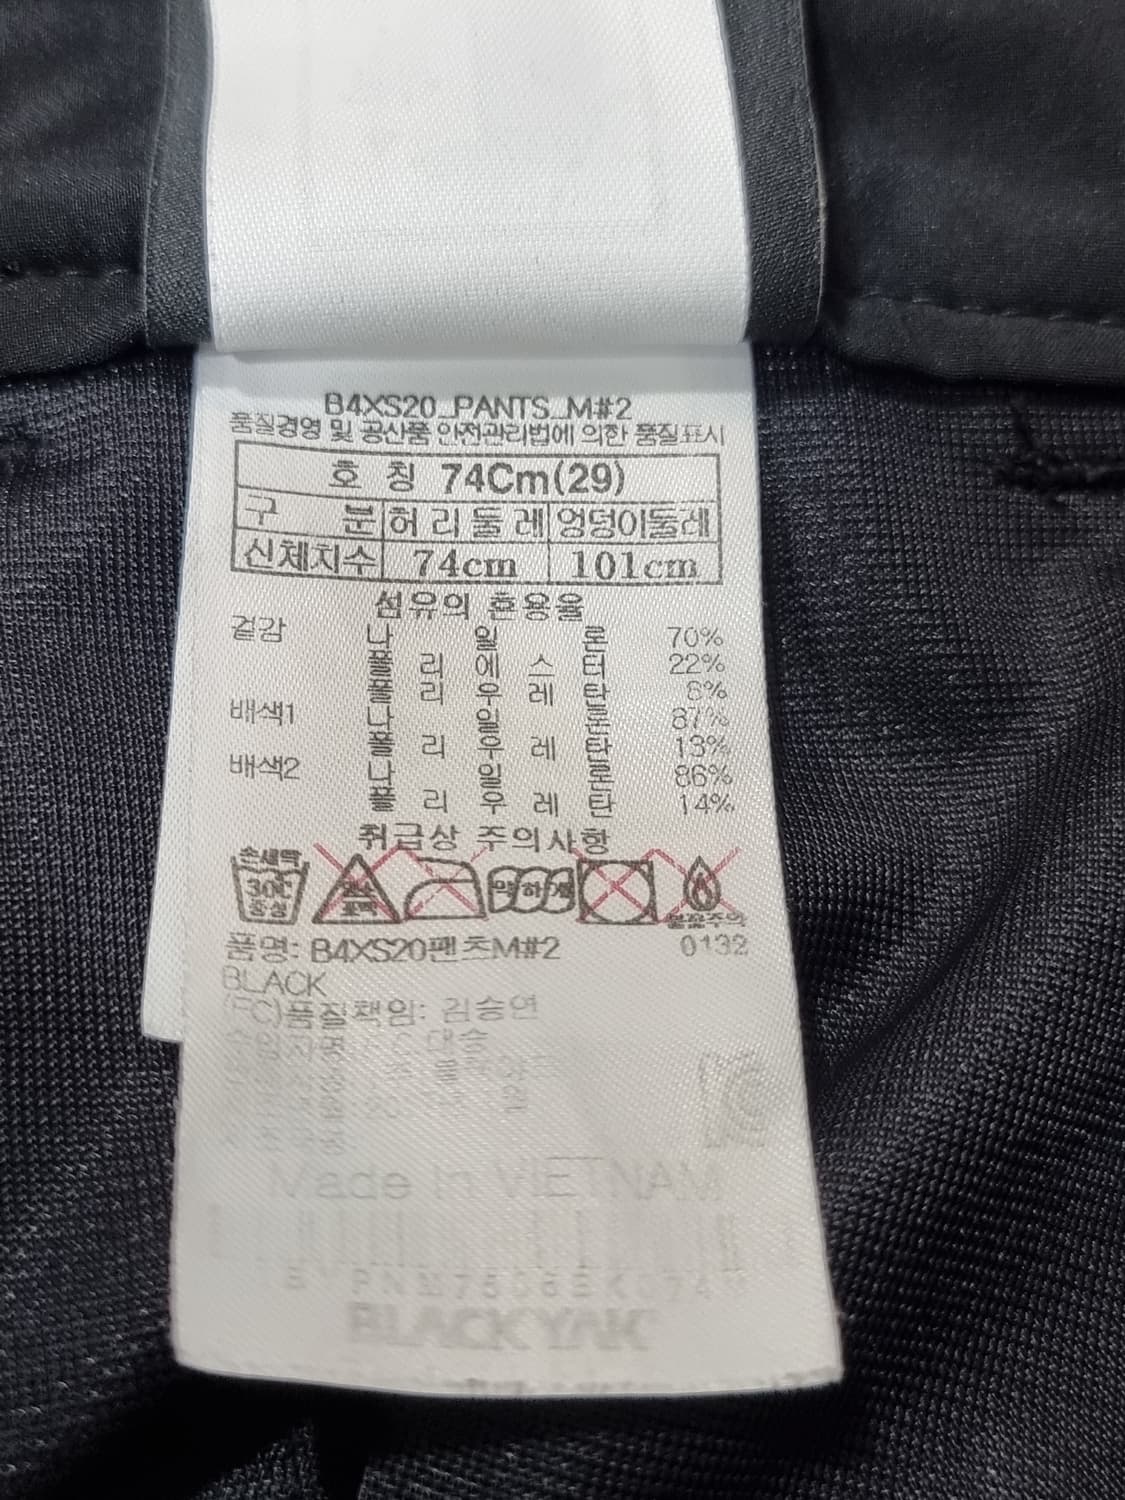 B4XS20_PANTS_M#2
품질경영 및 공산품 안전관리법에 의한 품질표시
호 칭 74Cm(29)
구 분 허리둘레 엉덩이둘레
신체치수 74cm 101cm
섬유의 혼용율
겉감 나 일 론 70%
폴 리 에 스 터 22%
폴 리 우 레 탄 8%
배색1 나 일 론 87%
폴 리 우 레 탄 13%
배색2 나 일 론 86%
폴 리 우 레 탄 14%
취급상 주의사항
손세탁 30℃ 중성 염소 표백 약하게 불꽃주의
품명: B4XS20팬츠M#2 0132
BLACK
품질책임: 김승연
Made In VIETNAM
BLACKYAK